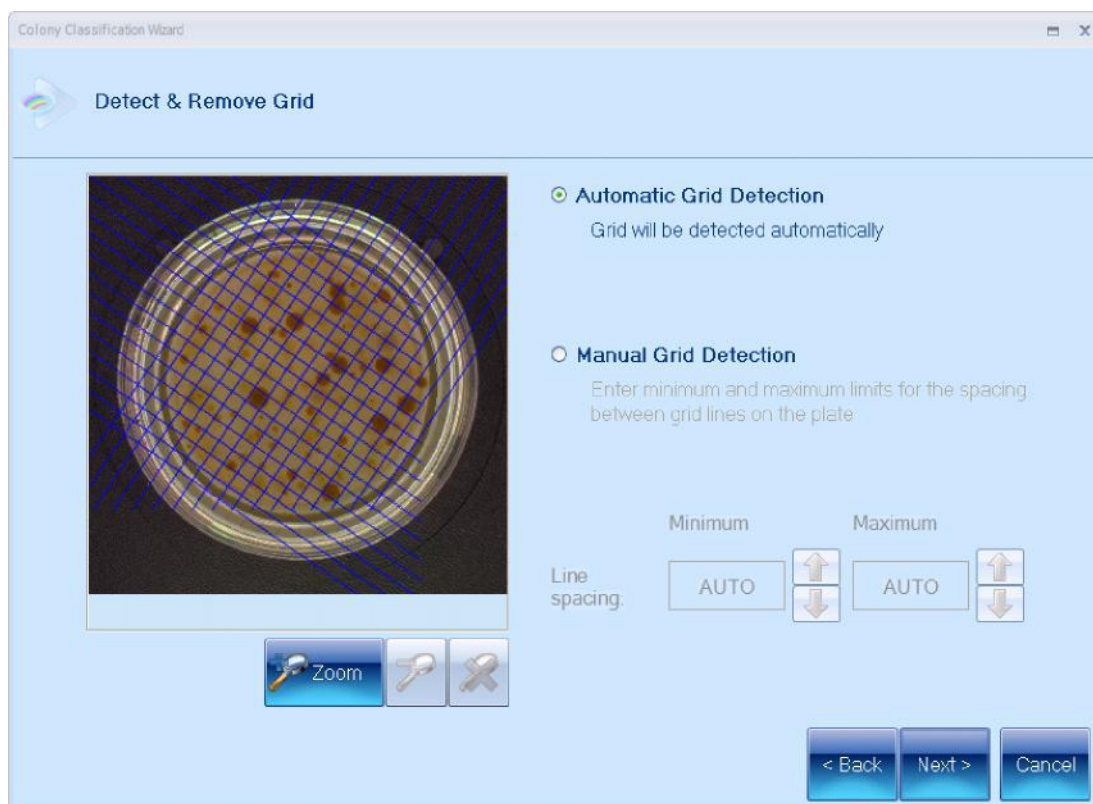 Colony Classification Wizard
Detect & Remove Grid
Automatic Grid Detection
Grid will be detected automatically
Manual Grid Detection
Enter minimum and maximum limits for the spacing
between grid lines on the plate
Minimum Maximum
Line
spacing:
AUTO AUTO
Zoom
< Back Next > Cancel